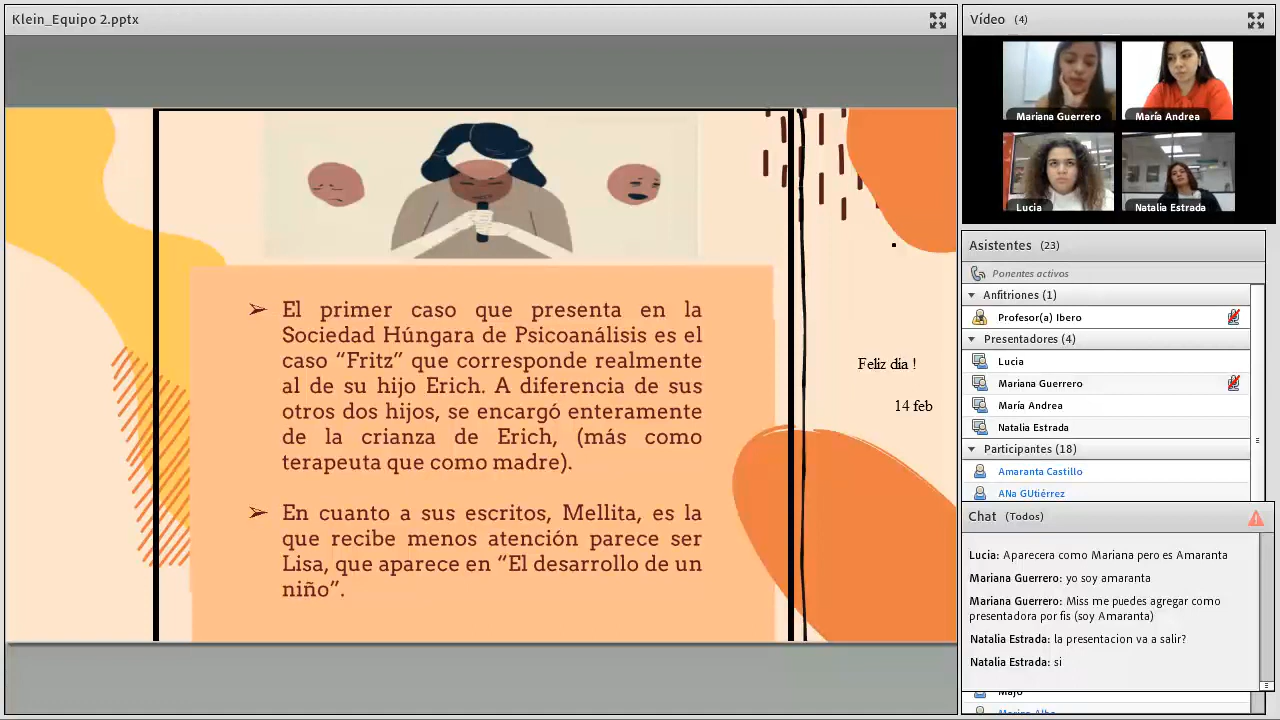 Klein_Equipo 2.pptx
➢ El primer caso que presenta en la
Sociedad Húngara de Psicoanálisis es el
caso “Fritz” que corresponde realmente
al de su hijo Erich. A diferencia de sus
otros dos hijos, se encargó enteramente
de la crianza de Erich, (más como
terapeuta que como madre).
➢ En cuanto a sus escritos, Mellita, es la
que recibe menos atención parece ser
Lisa, que aparece en “El desarrollo de un
niño”.
Feliz día !
14 feb
Vídeo (4)
Mariana Guerrero
María Andrea
Lucia
Natalia Estrada
Asistentes (23)
Ponentes activos
Anfitriones (1)
Profesor(a) Ibero
Presentadores (4)
Lucia
Mariana Guerrero
María Andrea
Natalia Estrada
Participantes (18)
Amaranta Castillo
ANa GUtiérrez
Chat (Todos)
Lucia: Aparecera como Mariana pero es Amaranta
Mariana Guerrero: yo soy amaranta
Mariana Guerrero: Miss me puedes agregar como
presentadora por fis (soy Amaranta)
Natalia Estrada: la presentacion va a salir?
Natalia Estrada: si
Majo